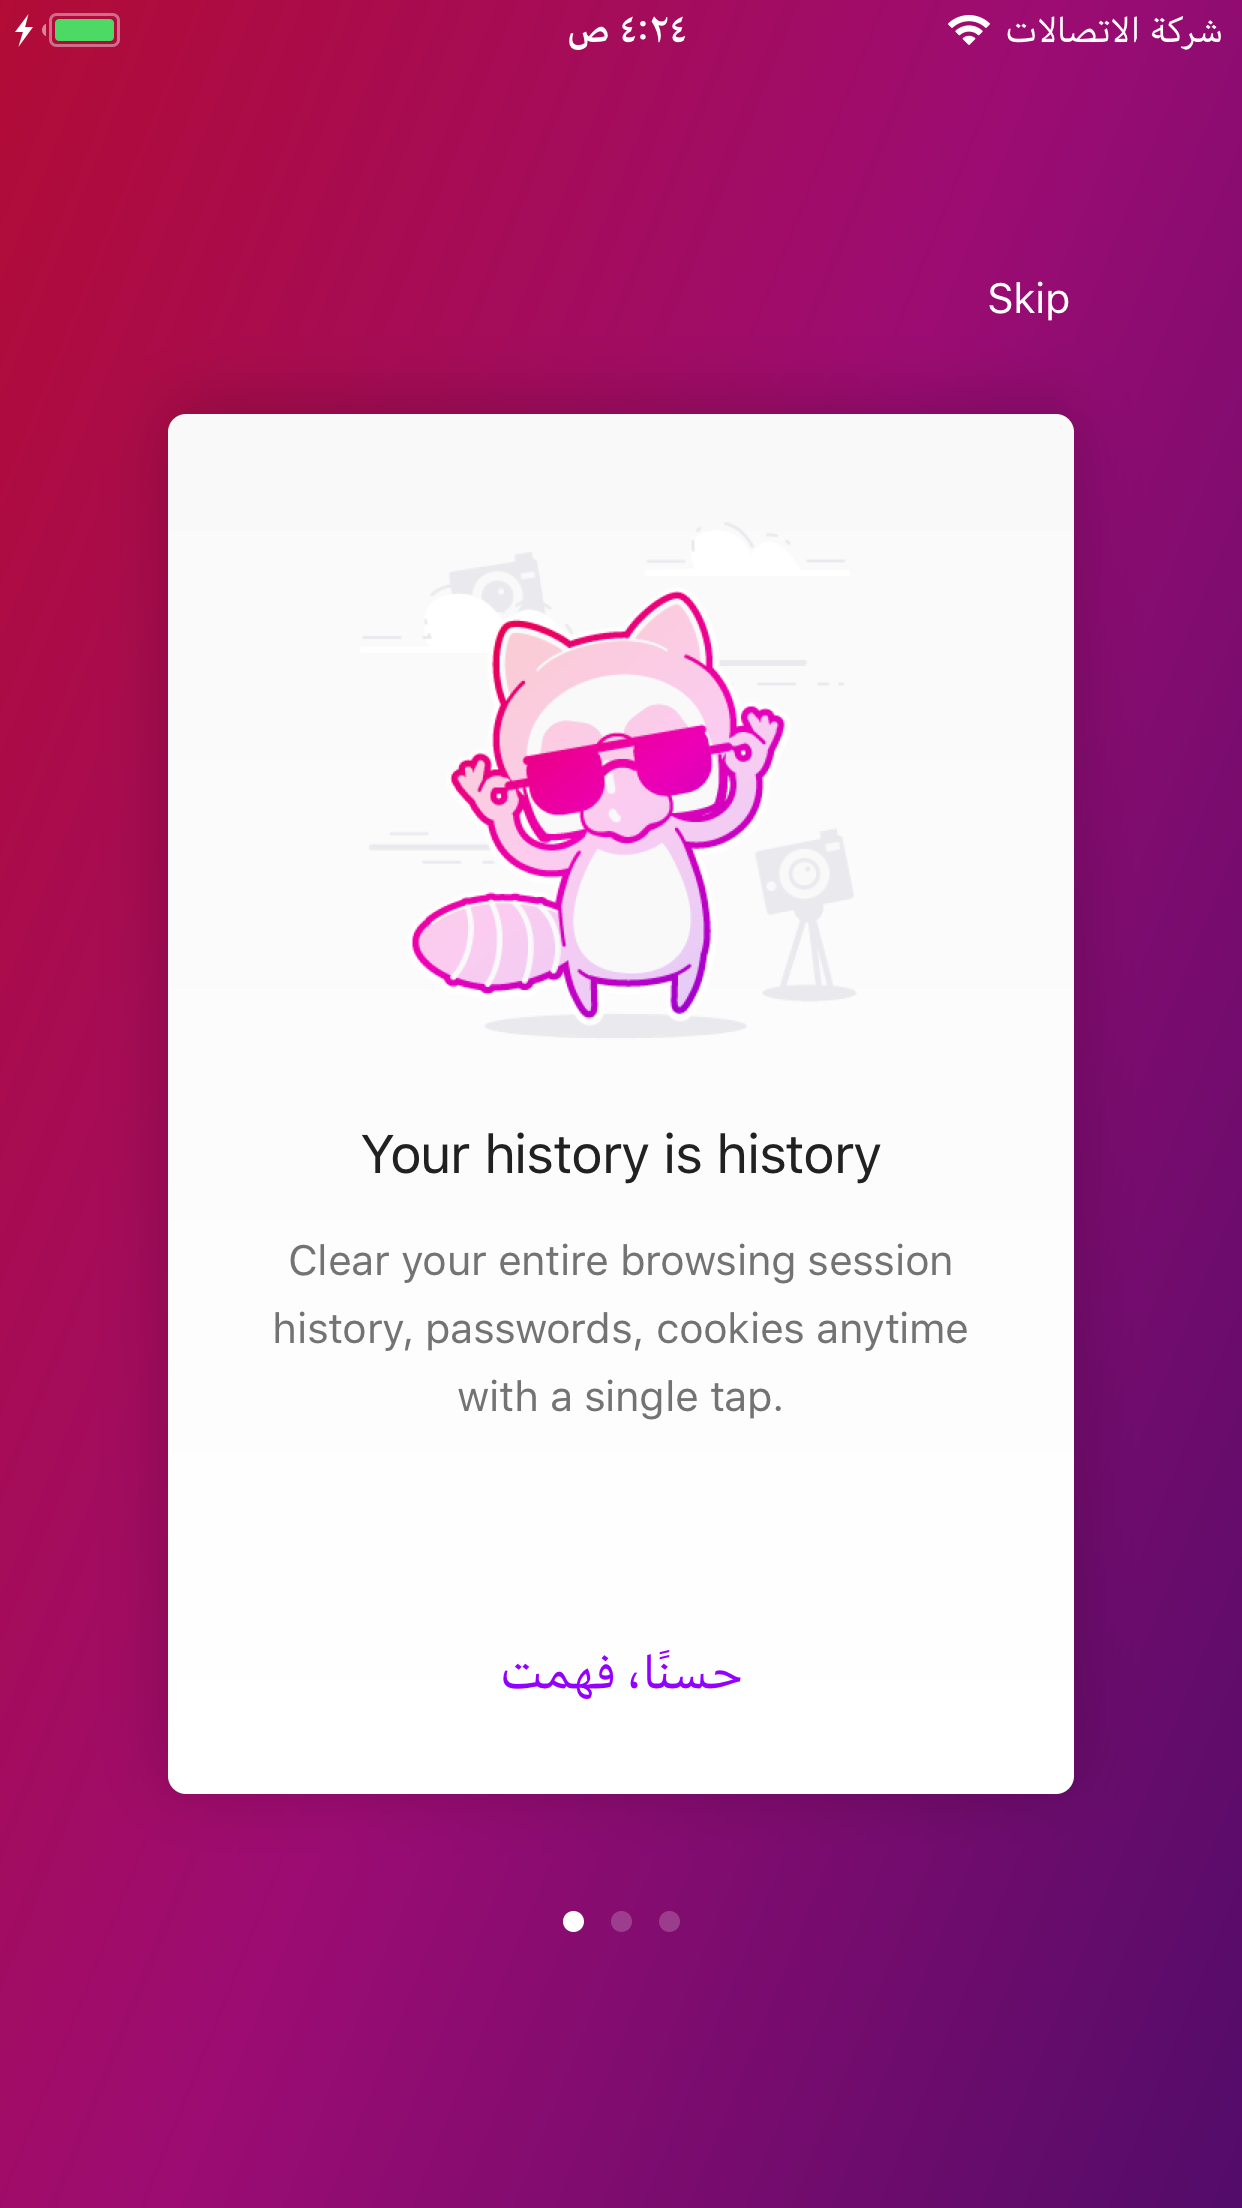 شركة الاتصالات
٤:٢٤ ص
Skip
Your history is history
Clear your entire browsing session
history, passwords, cookies anytime
with a single tap.
حسنًا، فهمت